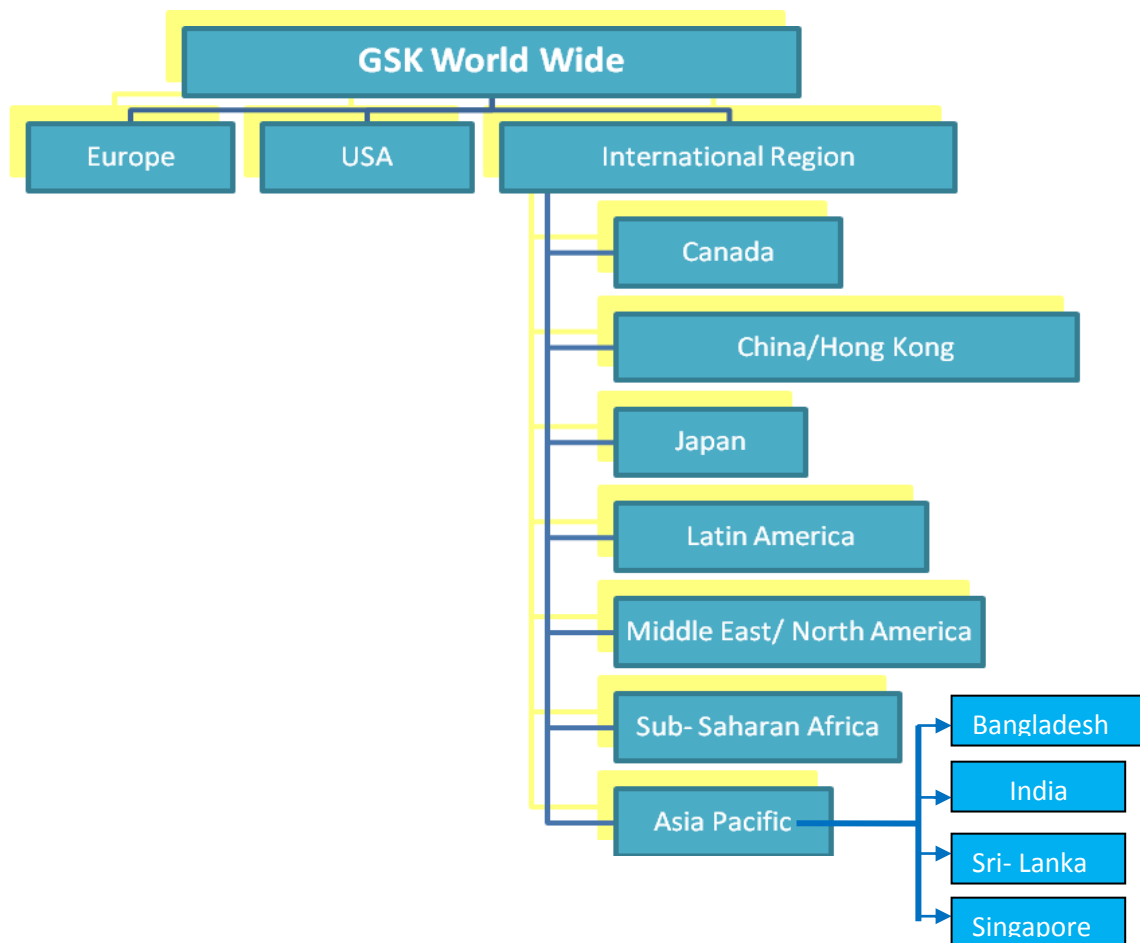 GSK World Wide
Europe
USA
International Region
Canada
China/Hong Kong
Japan
Latin America
Middle East/ North America
Sub- Saharan Africa
Asia Pacific
Bangladesh
India
Sri- Lanka
Singapore